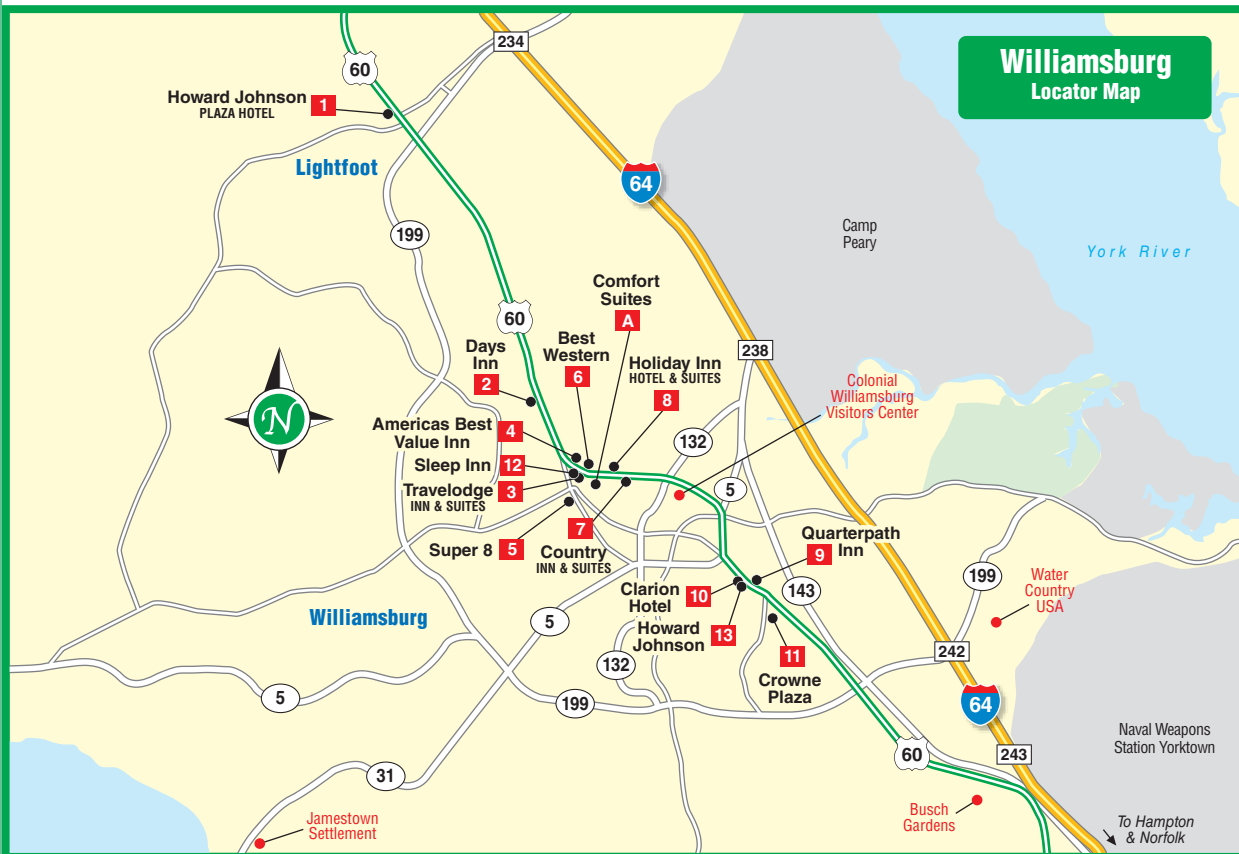 Williamsburg
Locator Map
234
60
Howard Johnson
PLAZA HOTEL
1
Lightfoot
64
199
Camp
Peary
York River
60
Comfort
Suites
A
Days
Inn
2
Best
Western
6
Holiday Inn
HOTEL & SUITES
8
238
Colonial
Williamsburg
Visitors Center
N
Americas Best
Value Inn
4
132
Sleep Inn
12
Travelodge
INN & SUITES
3
5
Super 8
5
7
Country
INN & SUITES
Quarterpath
Inn
9
Clarion
Hotel
10
143
199
Water
Country
USA
Williamsburg
5
Howard
Johnson
13
11
Crowne
Plaza
132
242
5
199
64
Naval Weapons
Station Yorktown
60
243
31
Jamestown
Settlement
Busch
Gardens
To Hampton
& Norfolk